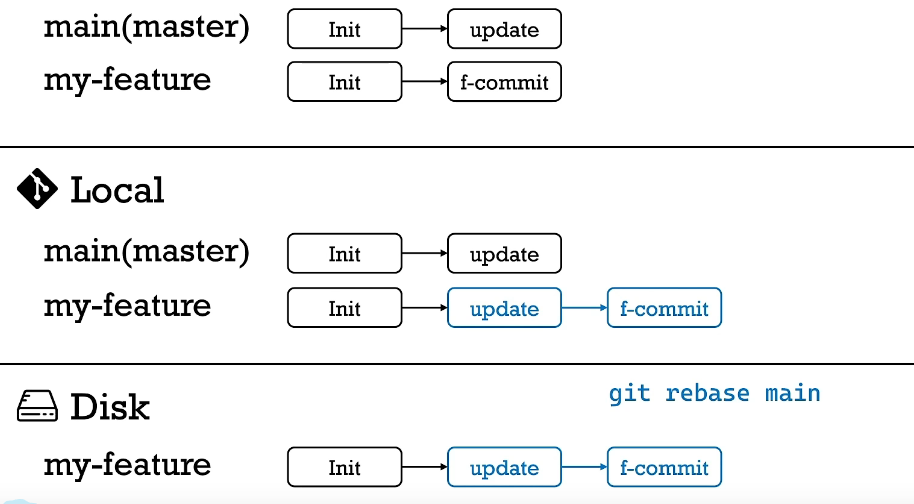 main(master) Init update
my-feature Init f-commit
Local
main(master) Init update
my-feature Init update f-commit
git rebase main
Disk
my-feature Init update f-commit